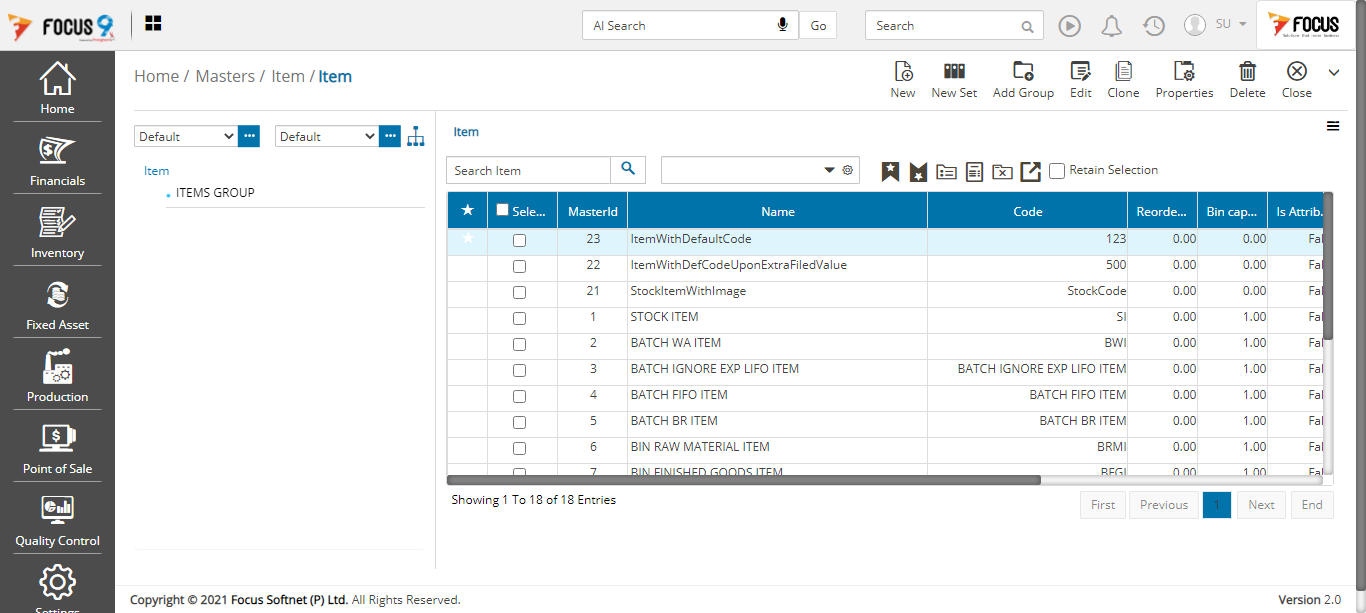 FOCUS 9
AI Search
Go
Search
SU
FOCUS
Home
Financials
Inventory
Fixed Asset
Production
Point of Sale
Quality Control
Settings
Home / Masters / Item / Item
New
New Set
Add Group
Edit
Clone
Properties
Delete
Close
Default
Default
Item
ITEMS GROUP
Item
Search Item
Retain Selection
Sele... MasterId Name Code Reorde... Bin cap... Is Attrib.
23 ItemWithDefaultCode 123 0.00 0.00 Fal
22 ItemWithDefCodeUponExtraFiledValue 500 0.00 0.00 Fal
21 StockItemWithImage StockCode 0.00 0.00 Fal
1 STOCK ITEM SI 0.00 1.00 Fal
2 BATCH WA ITEM BWI 0.00 1.00 Fal
3 BATCH IGNORE EXP LIFO ITEM BATCH IGNORE EXP LIFO ITEM 0.00 1.00 Fal
4 BATCH FIFO ITEM BATCH FIFO ITEM 0.00 1.00 Fal
5 BATCH BR ITEM BATCH BR ITEM 0.00 1.00 Fal
6 BIN RAW MATERIAL ITEM BRMI 0.00 1.00 Fal
7 BIN FINISHED GOODS ITEM BFGI 0.00 1.00 Fal
Showing 1 To 18 of 18 Entries
First
Previous
1
Next
End
Copyright © 2021 Focus Softnet (P) Ltd. All Rights Reserved.
Version 2.0